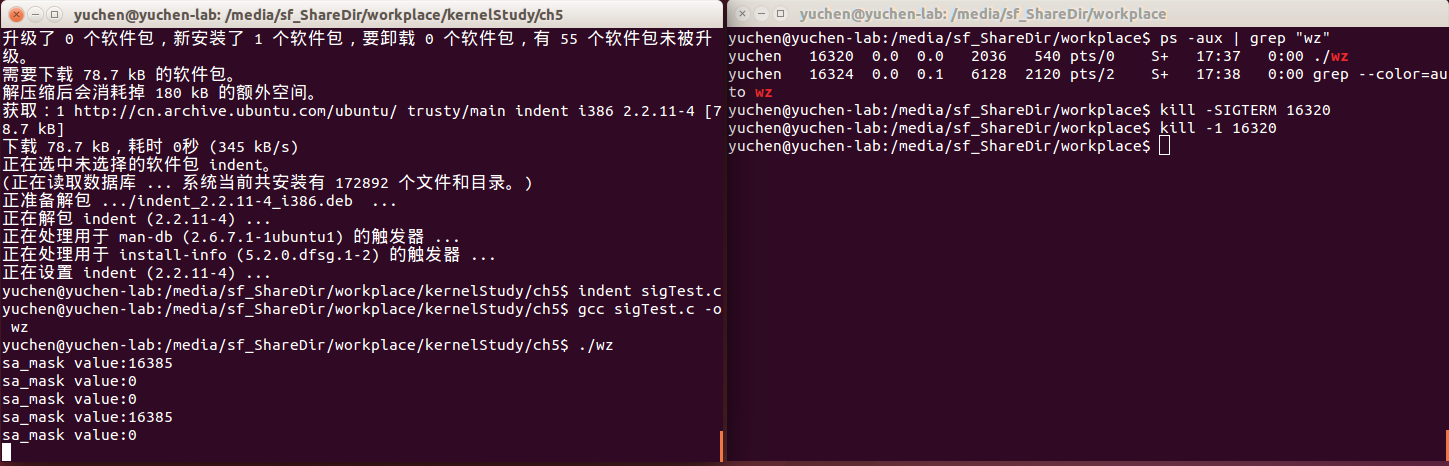 yuchen@yuchen-lab: /media/sf_ShareDir/workplace/kernelStudy/ch5
升级了 0 个软件包，新安装了 1 个软件包，要卸载 0 个软件包，有 55 个软件包未被升
级。
需要下载 78.7 kB 的软件包。
解压缩后会消耗掉 180 kB 的额外空间。
获取：1 http://cn.archive.ubuntu.com/ubuntu/ trusty/main indent i386 2.2.11-4 [7
8.7 kB]
下载 78.7 kB，耗时 0秒 (345 kB/s)
正在选中未选择的软件包 indent。
(正在读取数据库 ... 系统当前共安装有 172892 个文件和目录。)
正准备解包 .../indent_2.2.11-4_i386.deb  ...
正在解包 indent (2.2.11-4) ...
正在处理用于 man-db (2.6.7.1-1ubuntu1) 的触发器 ...
正在处理用于 install-info (5.2.0.dfsg.1-2) 的触发器 ...
正在设置 indent (2.2.11-4) ...
yuchen@yuchen-lab:/media/sf_ShareDir/workplace/kernelStudy/ch5$ indent sigTest.c
yuchen@yuchen-lab:/media/sf_ShareDir/workplace/kernelStudy/ch5$ gcc sigTest.c -o
 wz
yuchen@yuchen-lab:/media/sf_ShareDir/workplace/kernelStudy/ch5$ ./wz
sa_mask value:16385
sa_mask value:0
sa_mask value:0
sa_mask value:16385
sa_mask value:0
yuchen@yuchen-lab: /media/sf_ShareDir/workplace
yuchen@yuchen-lab:/media/sf_ShareDir/workplace$ ps -aux | grep "wz"
yuchen   16320  0.0  0.0   2036   540 pts/0    S+   17:37   0:00 ./wz
yuchen   16324  0.0  0.1   6128  2120 pts/2    S+   17:38   0:00 grep --color=au
to wz
yuchen@yuchen-lab:/media/sf_ShareDir/workplace$ kill -SIGTERM 16320
yuchen@yuchen-lab:/media/sf_ShareDir/workplace$ kill -1 16320
yuchen@yuchen-lab:/media/sf_ShareDir/workplace$